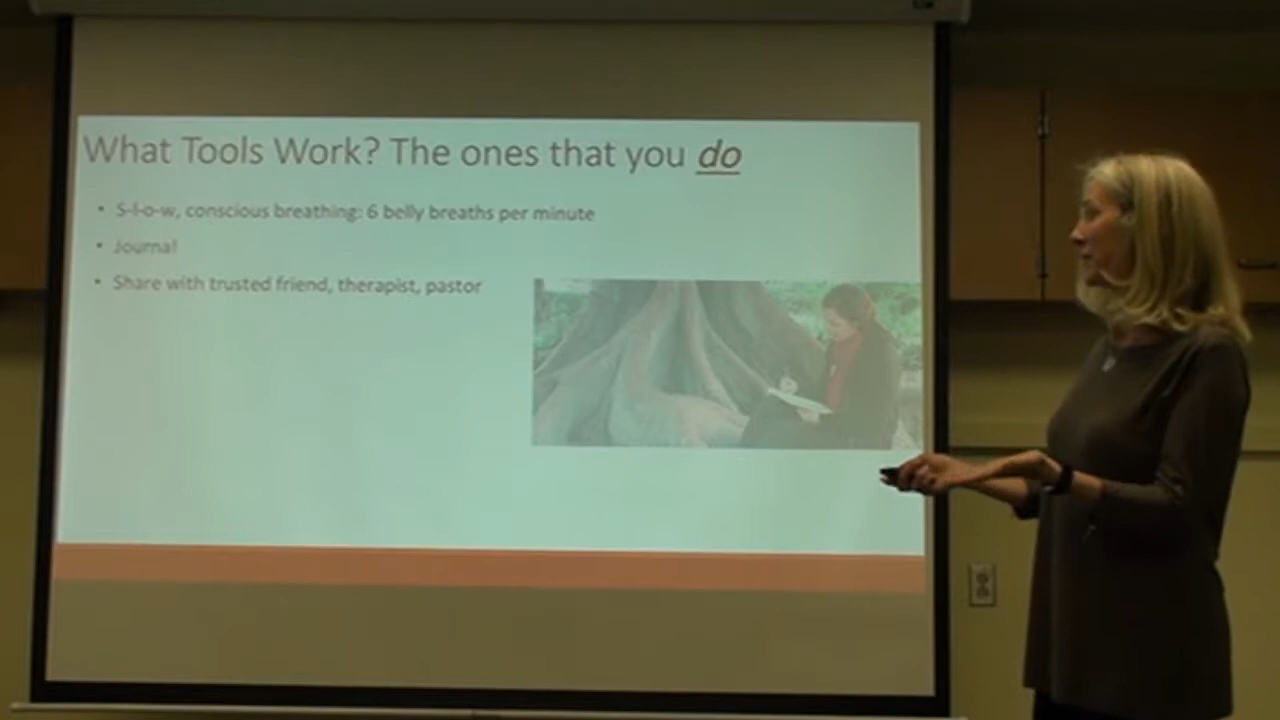 What Tools Work? The ones that you do
• S-l-o-w, conscious breathing: 6 belly breaths per minute
• Journal
• Share with trusted friend, therapist, pastor